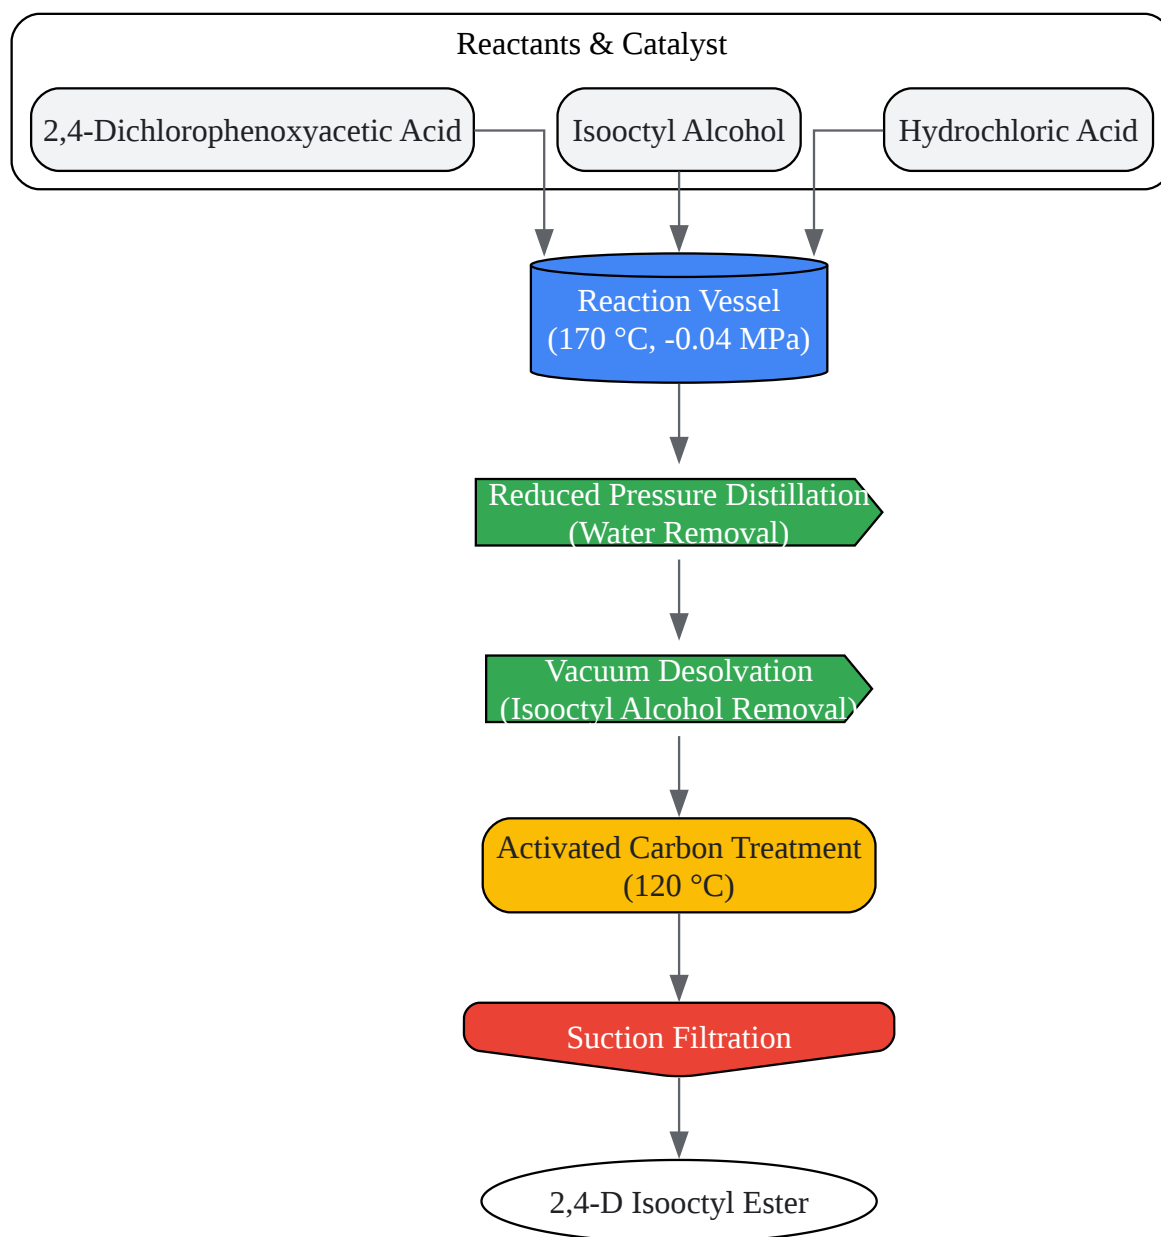 Reactants & Catalyst
2,4-Dichlorophenoxyacetic Acid
Isooctyl Alcohol
Hydrochloric Acid
Reaction Vessel
(170 °C, -0.04 MPa)
Reduced Pressure Distillation
(Water Removal)
Vacuum Desolvation
(Isooctyl Alcohol Removal)
Activated Carbon Treatment
(120 °C)
Suction Filtration
2,4-D Isooctyl Ester